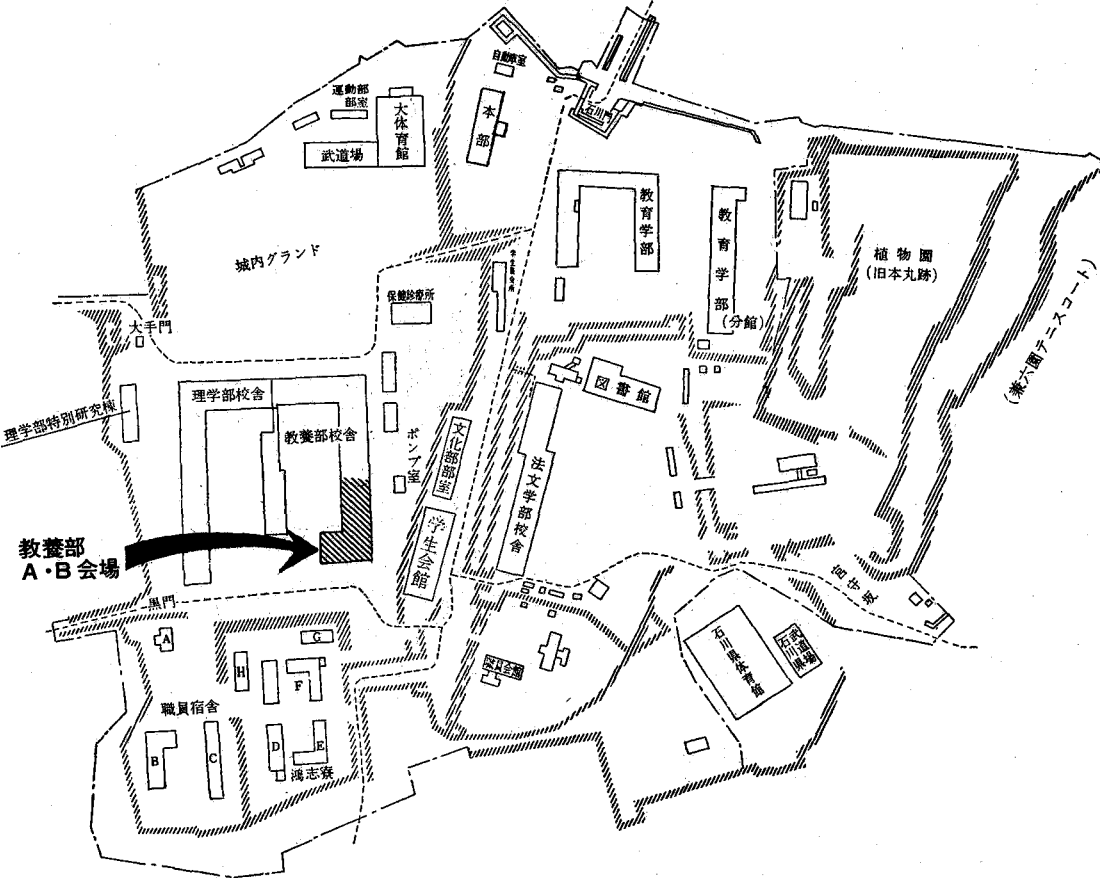 自動車室
運動部
部室
大体育館
本部
石川門
武道場
教育学部
教育学部
(分館)
植物園
(旧本丸跡)
(兼六園テニスコート)
城内グランド
保健診療所
大手門
理学部校舎
図書館
理学部特別研究棟
教養部校舎
ポンプ室
文化部部室
法文学部校舎
学生会館
教養部
A・B会場
宮守坂
黒門
A
G
H
F
石川県体育館
石川県
武道場
職員会館
職員宿舎
B
C
D
E
鴻志寮